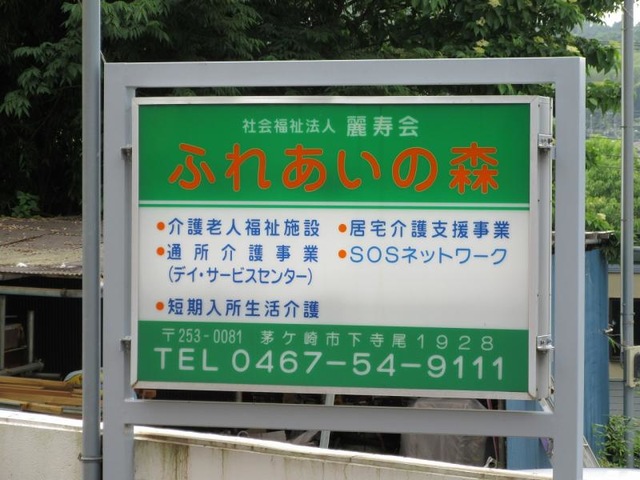 社会福祉法人 麗寿会
ふれあいの森
•介護老人福祉施設
•通所介護事業
(デイ・サービスセンター)
•短期入所生活介護
•居宅介護支援事業
•SOSネットワーク
〒253-0081 茅ケ崎市下寺尾1928
TEL 0467-54-9111